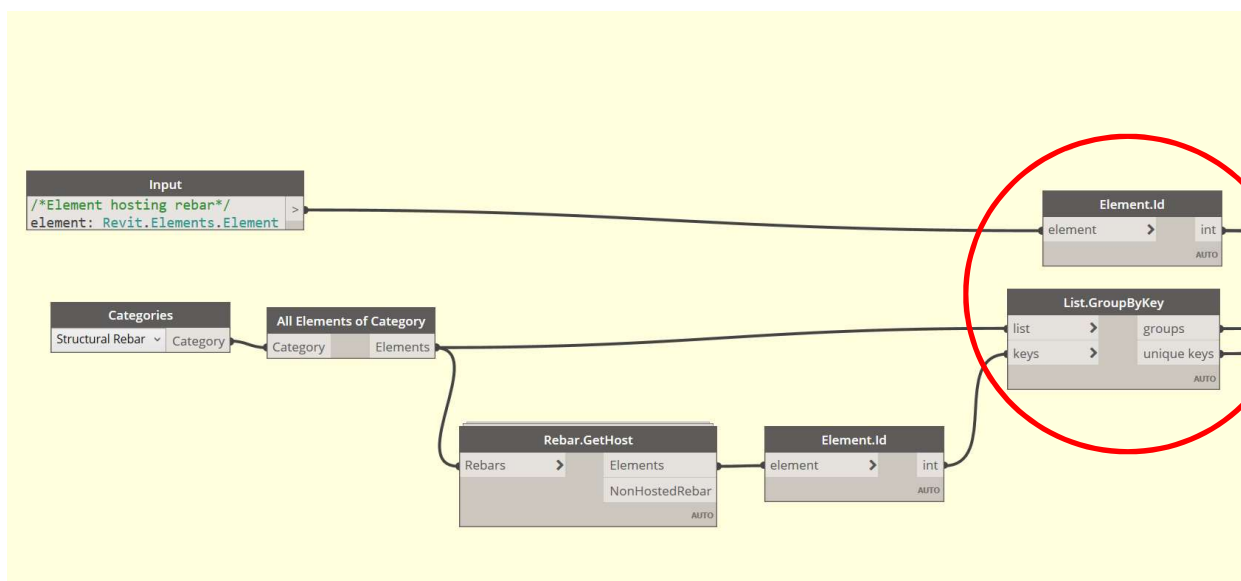 Input
/*Element hosting rebar*/
element: Revit.Elements.Element
>
Element.Id
element > int
AUTO
Categories
Structural Rebar Category
All Elements of Category
Category Elements
List.GroupByKey
list > groups
keys > unique keys
AUTO
Rebar.GetHost
Rebars > Elements
NonHostedRebar
AUTO
Element.Id
element > int
AUTO